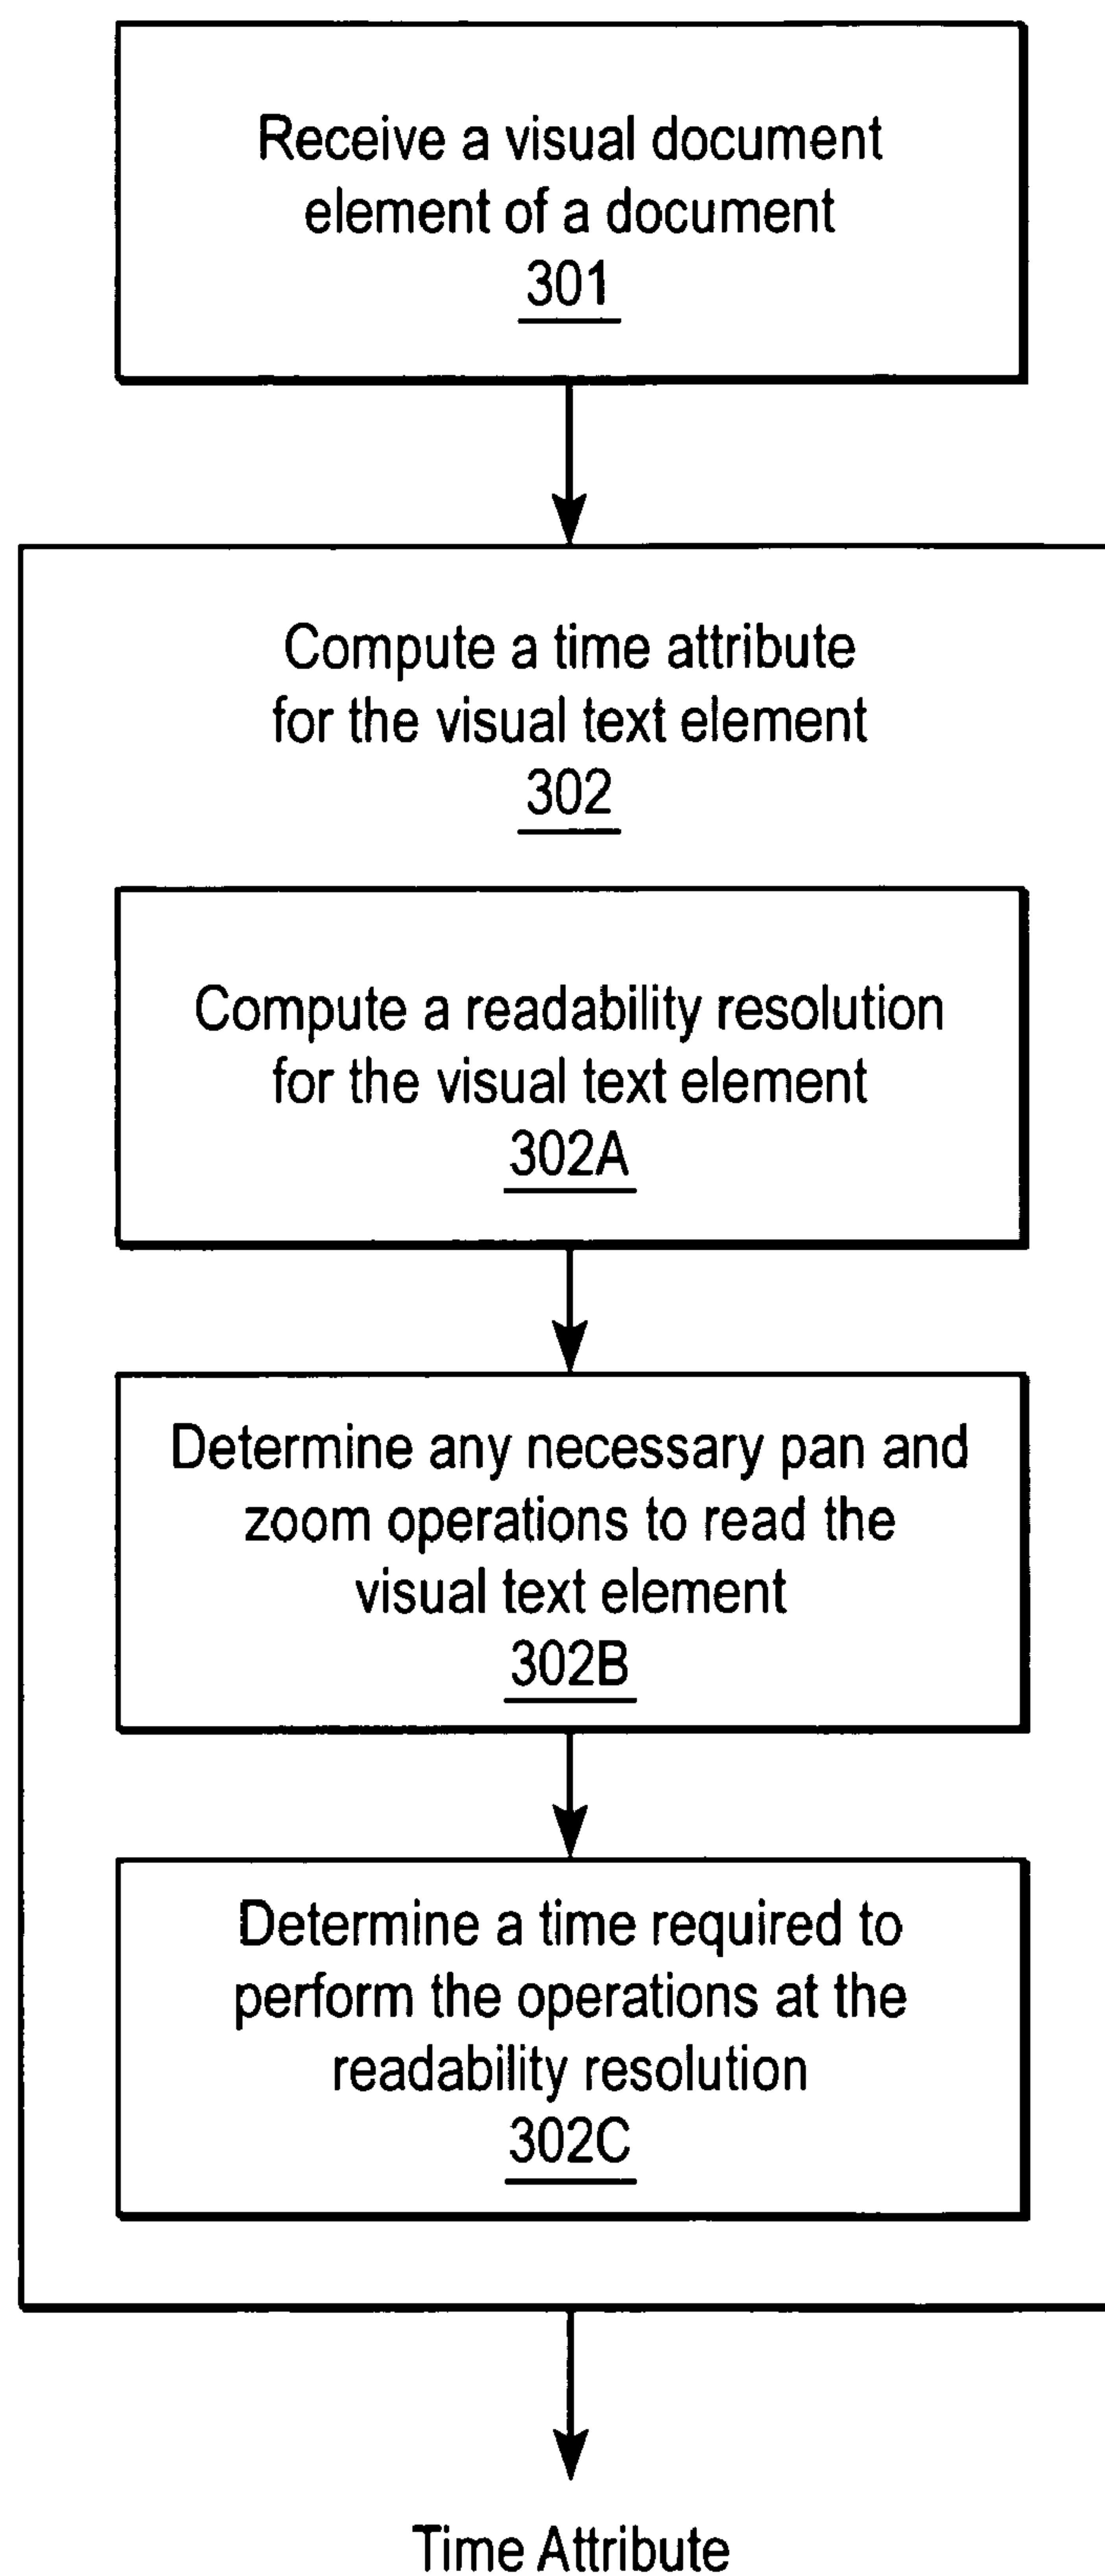 Receive a visual document
element of a document
301
Compute a time attribute
for the visual text element
302
Compute a readability resolution
for the visual text element
302A
Determine any necessary pan and
zoom operations to read the
visual text element
302B
Determine a time required to
perform the operations at the
readability resolution
302C
Time Attribute